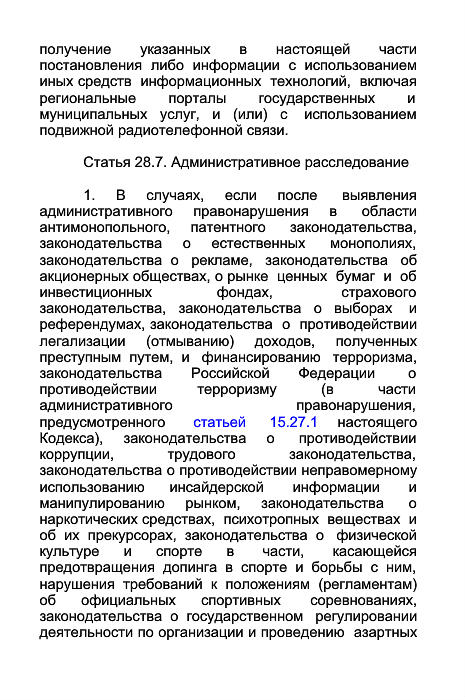 получение указанных в настоящей части
постановления либо информации с использованием
иных средств информационных технологий, включая
региональные порталы государственных и
муниципальных услуг, и (или) с использованием
подвижной радиотелефонной связи.
Статья 28.7. Административное расследование
1. В случаях, если после выявления
административного правонарушения в области
антимонопольного, патентного законодательства,
законодательства о естественных монополиях,
законодательства о рекламе, законодательства об
акционерных обществах, о рынке ценных бумаг и об
инвестиционных фондах, страхового
законодательства, законодательства о выборах и
референдумах, законодательства о противодействии
легализации (отмыванию) доходов, полученных
преступным путем, и финансированию терроризма,
законодательства Российской Федерации о
противодействии терроризму (в части
административного правонарушения,
предусмотренного статьей 15.27.1 настоящего
Кодекса), законодательства о противодействии
коррупции, трудового законодательства,
законодательства о противодействии неправомерному
использованию инсайдерской информации и
манипулированию рынком, законодательства о
наркотических средствах, психотропных веществах и
об их прекурсорах, законодательства о физической
культуре и спорте в части, касающейся
предотвращения допинга в спорте и борьбы с ним,
нарушения требований к положениям (регламентам)
об официальных спортивных соревнованиях,
законодательства о государственном регулировании
деятельности по организации и проведению азартных